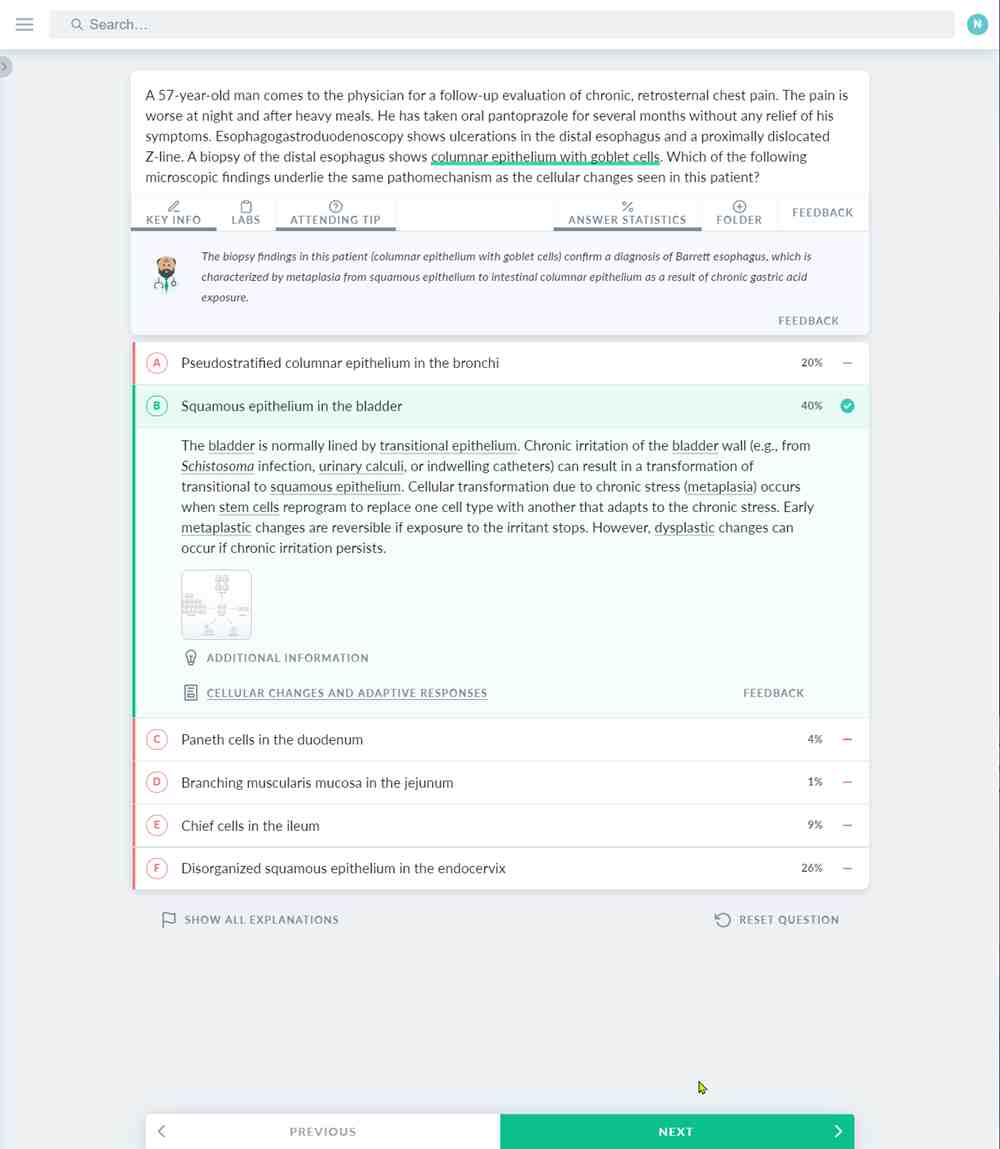 Search...
N
A 57-year-old man comes to the physician for a follow-up evaluation of chronic, retrosternal chest pain. The pain is
worse at night and after heavy meals. He has taken oral pantoprazole for several months without any relief of his
symptoms. Esophagogastroduodenoscopy shows ulcerations in the distal esophagus and a proximally dislocated
Z-line. A biopsy of the distal esophagus shows columnar epithelium with goblet cells. Which of the following
microscopic findings underlie the same pathomechanism as the cellular changes seen in this patient?
KEY INFO LABS ATTENDING TIP % ANSWER STATISTICS FOLDER FEEDBACK
The biopsy findings in this patient (columnar epithelium with goblet cells) confirm a diagnosis of Barrett esophagus, which is
characterized by metaplasia from squamous epithelium to intestinal columnar epithelium as a result of chronic gastric acid
exposure.
FEEDBACK
A Pseudostratified columnar epithelium in the bronchi 20%
B Squamous epithelium in the bladder 40%
The bladder is normally lined by transitional epithelium. Chronic irritation of the bladder wall (e.g., from
Schistosoma infection, urinary calculi, or indwelling catheters) can result in a transformation of
transitional to squamous epithelium. Cellular transformation due to chronic stress (metaplasia) occurs
when stem cells reprogram to replace one cell type with another that adapts to the chronic stress. Early
metaplastic changes are reversible if exposure to the irritant stops. However, dysplastic changes can
occur if chronic irritation persists.
ADDITIONAL INFORMATION
CELLULAR CHANGES AND ADAPTIVE RESPONSES FEEDBACK
C Paneth cells in the duodenum 4%
D Branching muscularis mucosa in the jejunum 1%
E Chief cells in the ileum 9%
F Disorganized squamous epithelium in the endocervix 26%
SHOW ALL EXPLANATIONS RESET QUESTION
PREVIOUS NEXT